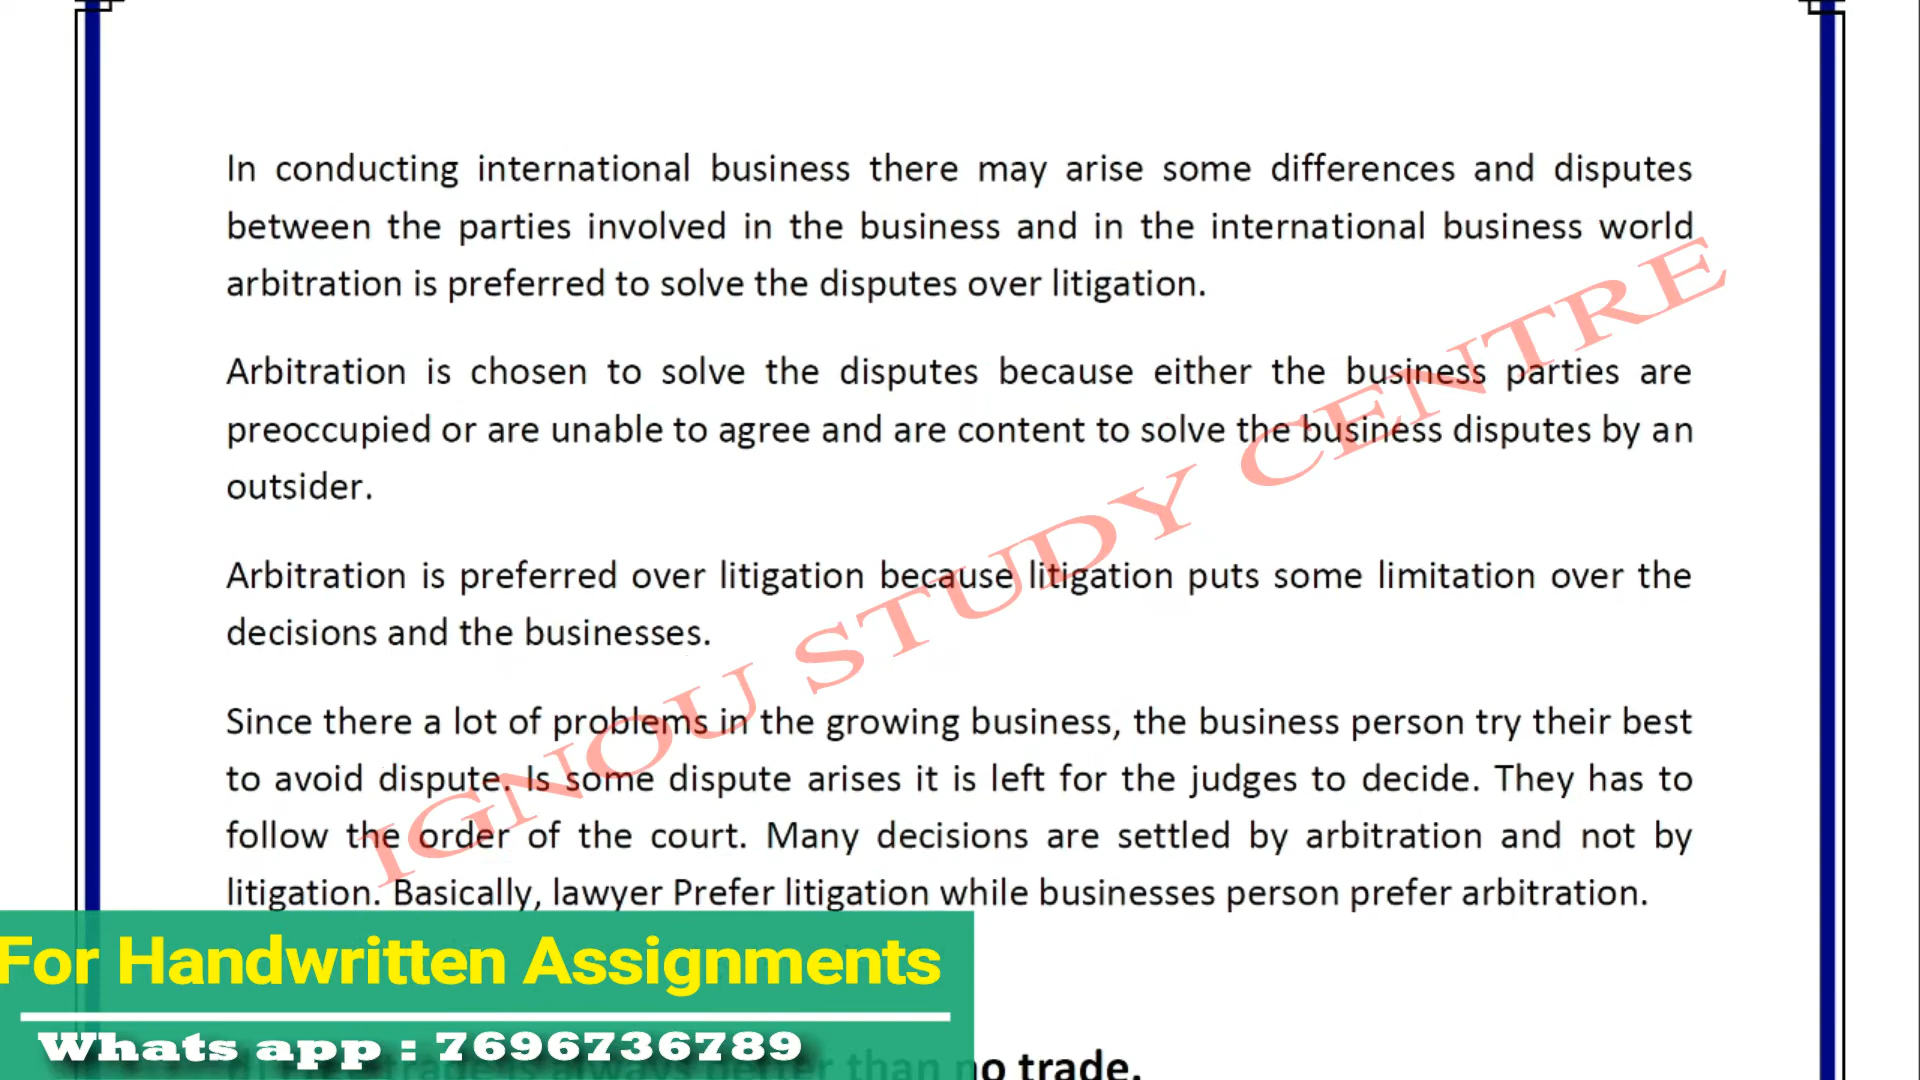 In conducting international business there may arise some differences and disputes
between the parties involved in the business and in the international business world
arbitration is preferred to solve the disputes over litigation.
Arbitration is chosen to solve the disputes because either the business parties are
preoccupied or are unable to agree and are content to solve the business disputes by an
outsider.
Arbitration is preferred over litigation because litigation puts some limitation over the
decisions and the businesses.
Since there a lot of problems in the growing business, the business person try their best
to avoid dispute. Is some dispute arises it is left for the judges to decide. They has to
follow the order of the court. Many decisions are settled by arbitration and not by
litigation. Basically, lawyer Prefer litigation while businesses person prefer arbitration.
IGNOU STUDY CENTRE
For Handwritten Assignments
Whats app : 7696736789
trade is always better than no trade.